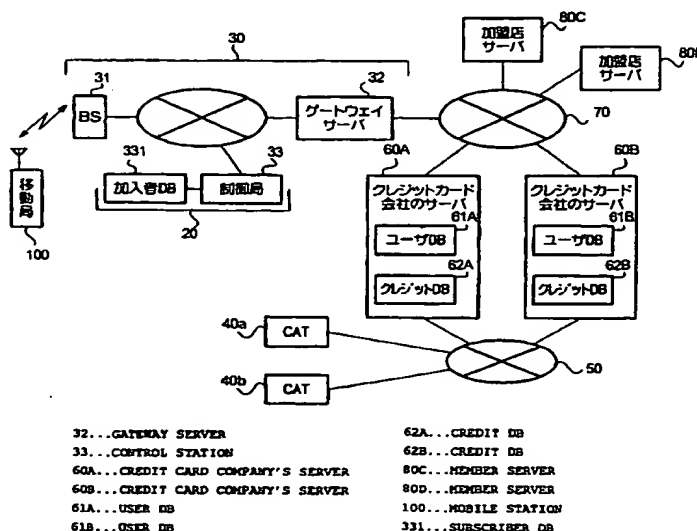 30
31
BS
32
ゲートウェイ
サーバ
80C
加盟店
サーバ
加盟店
サーバ
70
331
加入者DB
33
制御局
20
移動局
100
60A
クレジットカード
会社のサーバ
61A
ユーザDB
62A
クレジットDB
60B
クレジットカード
会社のサーバ
61B
ユーザDB
62B
クレジットDB
40a
CAT
40b
CAT
50
32...GATEWAY SERVER
33...CONTROL STATION
60A...CREDIT CARD COMPANY'S SERVER
60B...CREDIT CARD COMPANY'S SERVER
61A...USER DB
61B...USER DB
62A...CREDIT DB
62B...CREDIT DB
80C...MEMBER SERVER
80D...MEMBER SERVER
100...MOBILE STATION
331...SUBSCRIBER DB